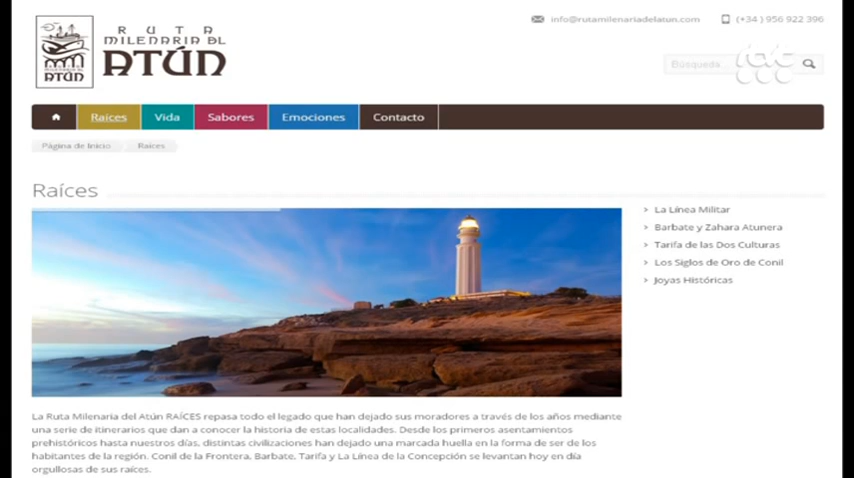 RUTA
MILENARIA DEL
ATÚN
ATÚN
info@rutamilenariadelatun.com
(+34 ) 956 922 396
Búsqueda...
Raíces
Vida
Sabores
Emociones
Contacto
Página de Inicio
Raíces
Raíces
La Línea Militar
Barbate y Zahara Atunera
Tarifa de las Dos Culturas
Los Siglos de Oro de Conil
Joyas Históricas
La Ruta Milenaria del Atún RAÍCES repasa todo el legado que han dejado sus moradores a través de los años mediante
una serie de itinerarios que dan a conocer la historia de estas localidades. Desde los primeros asentamientos
prehistóricos hasta nuestros días, distintas civilizaciones han dejado una marcada huella en la forma de ser de los
habitantes de la región. Conil de la Frontera, Barbate, Tarifa y La Línea de la Concepción se levantan hoy en día
orgullosas de sus raíces.